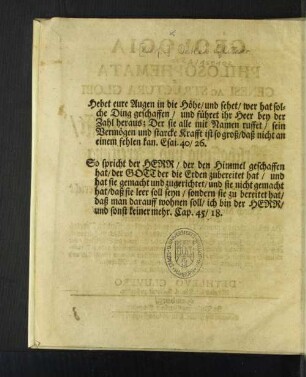 Hebet eure Augen in die Höhe/und sehet/ wer hat sol-
che Ding geschaffen / und führet ihr Heer bey der
Zahl heraus; Der sie alle mit Namen ruffet / sein
Vermögen und starcke Krafft ist so groß/daß nicht an
einem fehlen kan. Esai. 40/ 26.
So spricht der HERR / der den Himmel geschaffen
hat/ der GOTT der die Erden zubereitet hat / und
hat sie gemacht und zugerichtet/ und sie nicht gemacht
hat/daß sie leer soll seyn / sondern sie zu bereitet hat/
daß man darauff wohnen soll/ ich bin der HERR/
und sonst keiner mehr. Cap. 45/ 18.